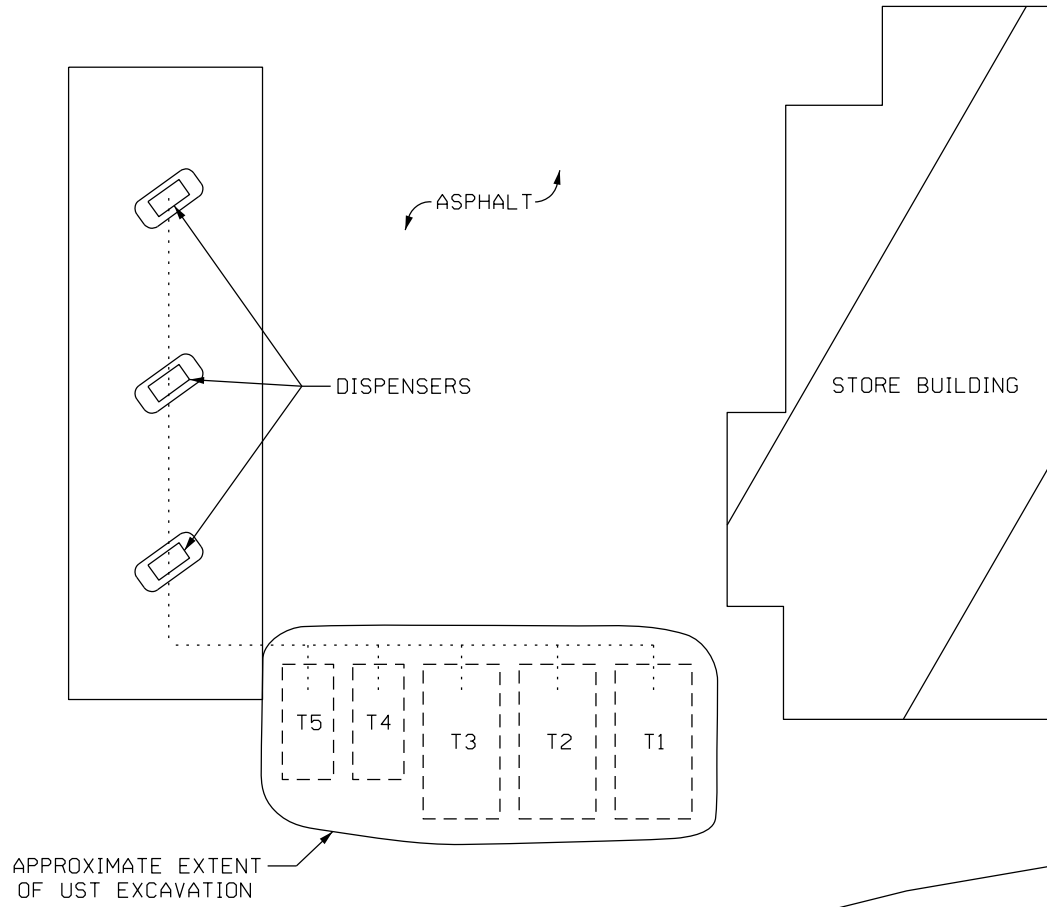 ASPHALT
DISPENSERS
STORE BUILDING
T5 T4 T3 T2 T1
APPROXIMATE EXTENT
OF UST EXCAVATION